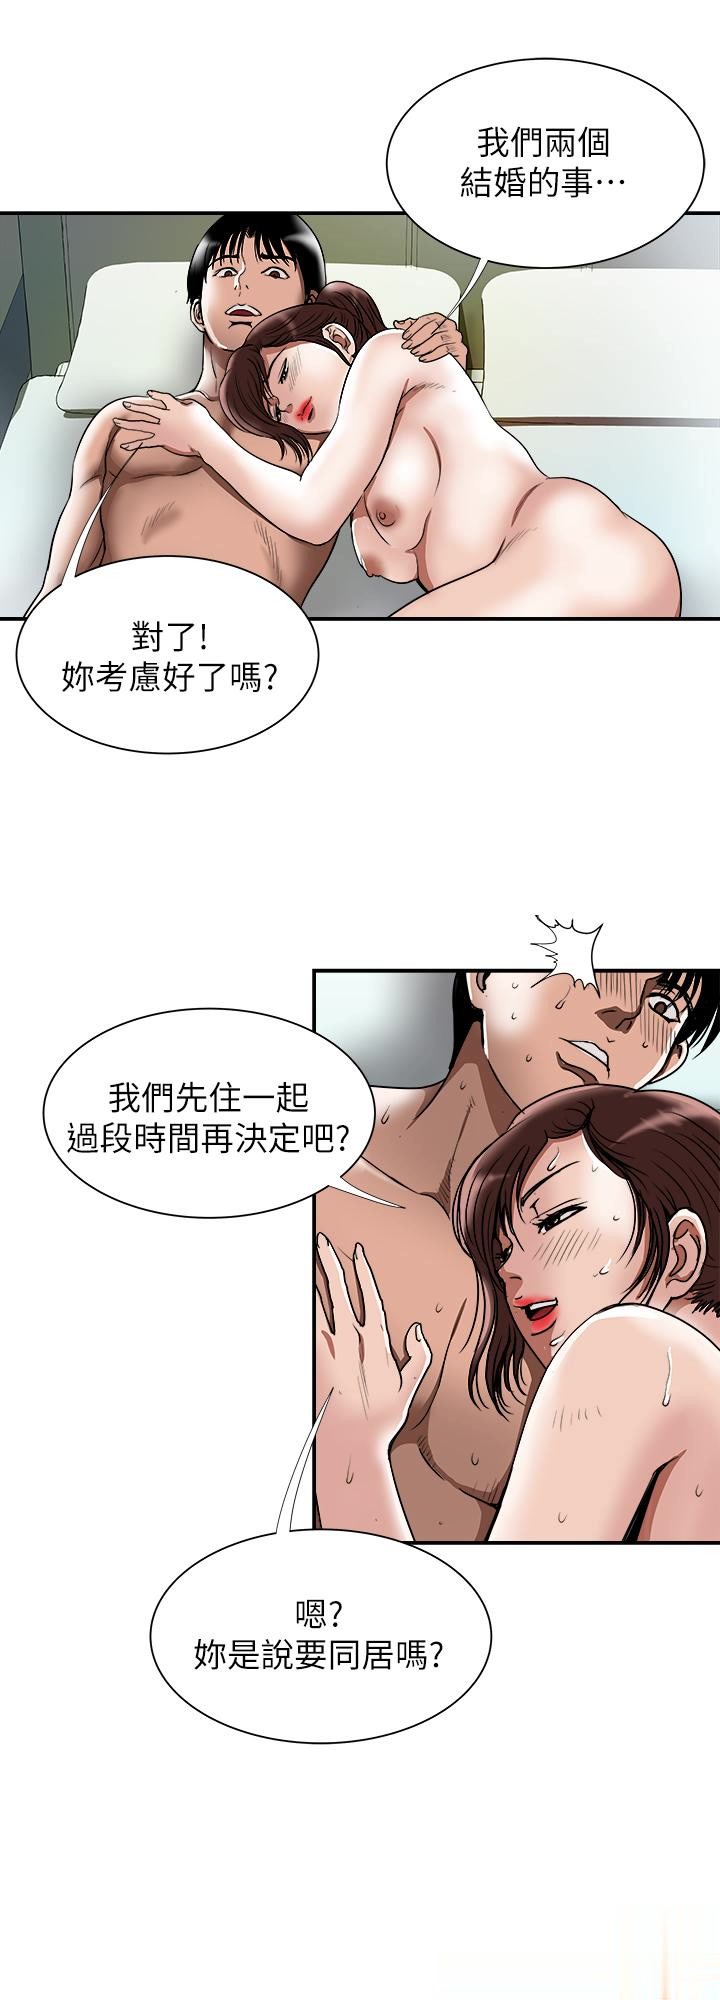 我們兩個
結婚的事…
對了!
妳考慮好了嗎?
我們先住一起
過段時間再決定吧?
嗯?
妳是說要同居嗎?